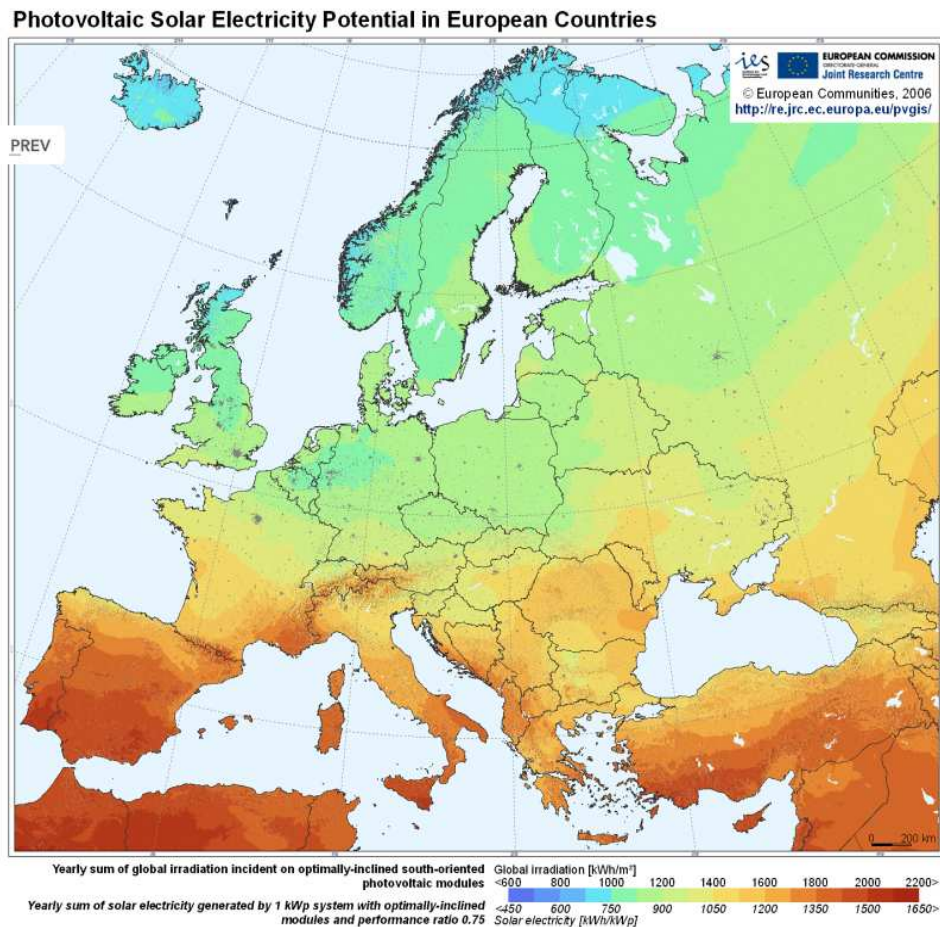 Photovoltaic Solar Electricity Potential in European Countries
ies
EUROPEAN COMMISSION
DIRECTORATE-GENERAL
Joint Research Centre
© European Communities, 2006
http://re.jrc.ec.europa.eu/pvgis/
PREV
0 200 km
Yearly sum of global irradiation incident on optimally-inclined south-oriented
photovoltaic modules
Yearly sum of solar electricity generated by 1 kWp system with optimally-inclined
modules and performance ratio 0.75
Global irradiation [kWh/m²]
<600 800 1000 1200 1400 1600 1800 2000 2200>
<450 600 750 900 1050 1200 1350 1500 1650>
Solar electricity [kWh/kWp]